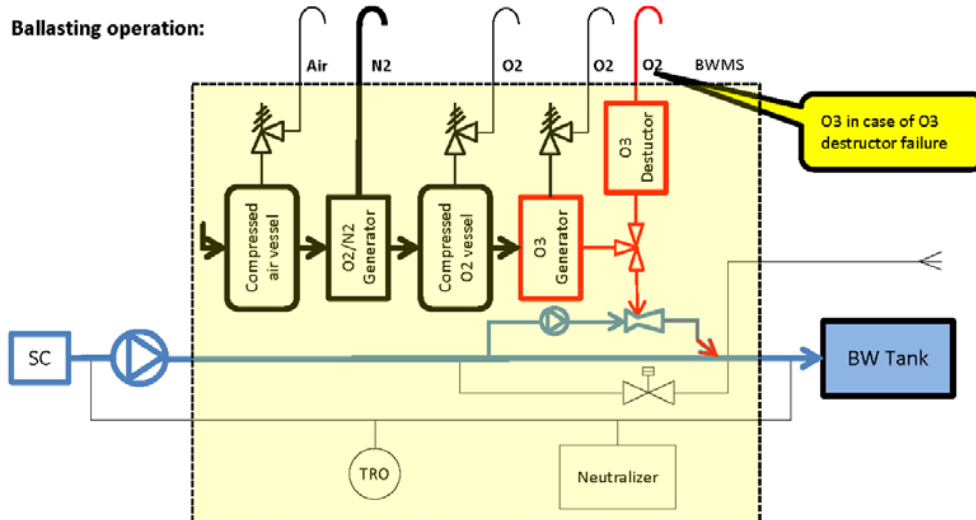 Ballasting operation:
Air
N2
O2
O2
O2
BWMS
O3 in case of O3
destructor failure
Compressed
air vessel
O2/N2
Generator
Compressed
O2 vessel
O3
Generator
O3
Destuctor
SC
BW Tank
TRO
Neutralizer